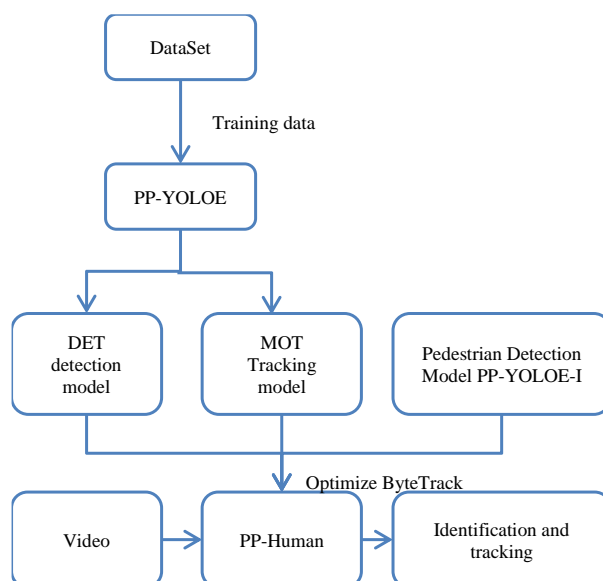 DataSet
Training data
PP-YOLOE
DET
detection
model
MOT
Tracking
model
Pedestrian Detection
Model PP-YOLOE-I
Optimize ByteTrack
Video
PP-Human
Identification and
tracking